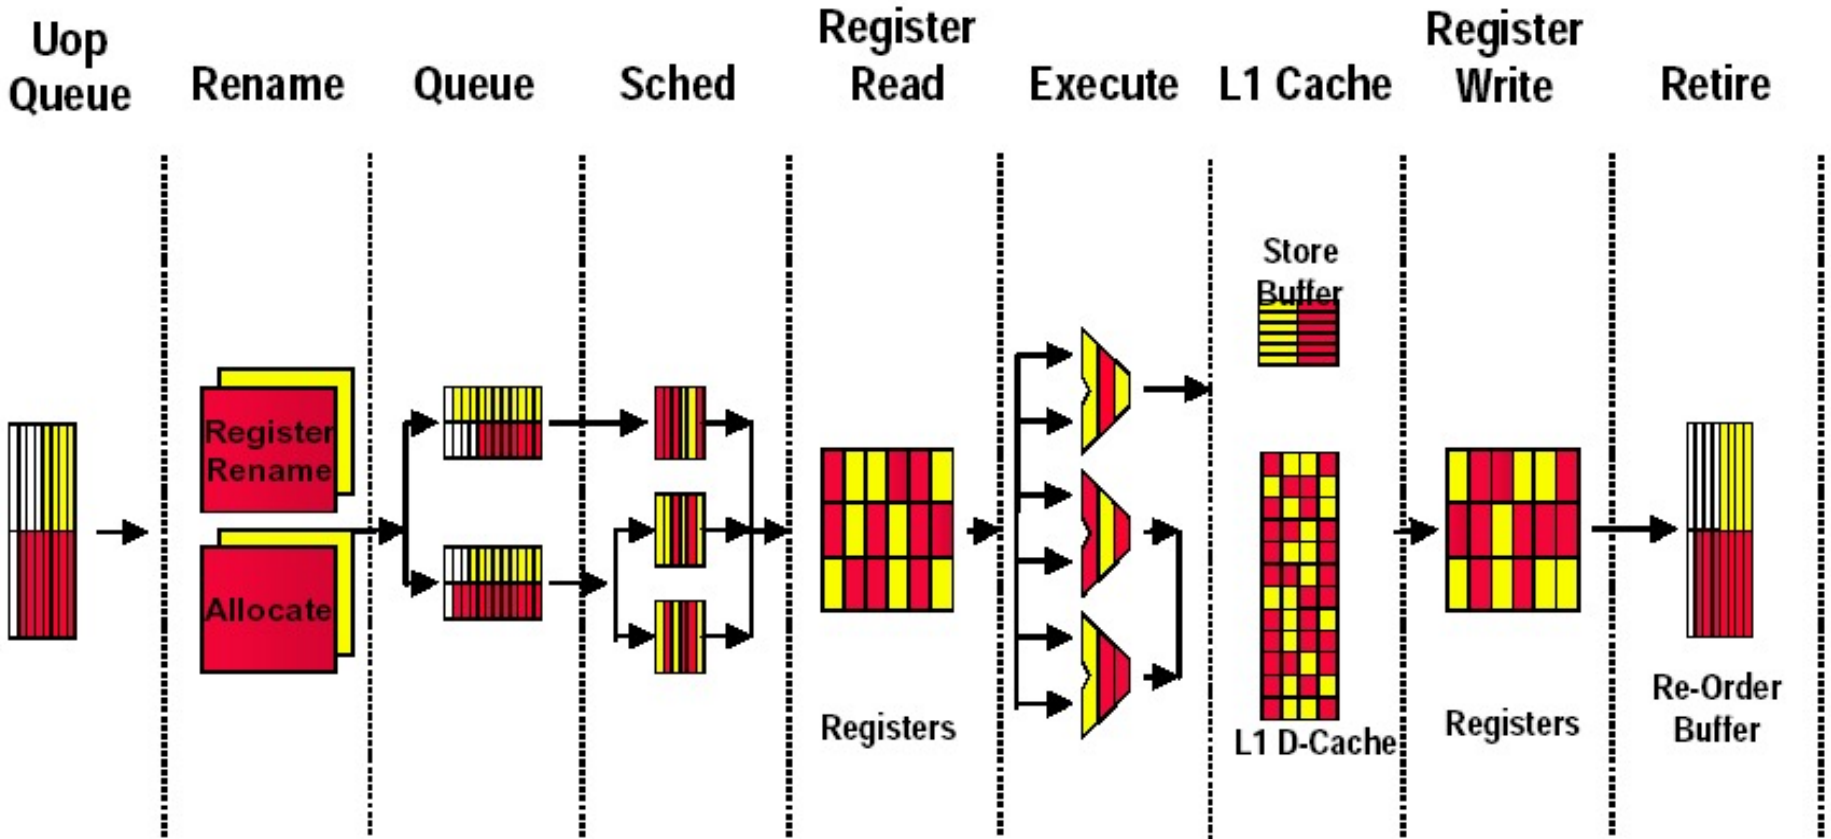 Uop
Queue
Rename
Queue
Sched
Register
Read
Execute
L1 Cache
Register
Write
Retire
Register
Rename
Allocate
Registers
Store
Buffer
L1 D-Cache
Registers
Re-Order
Buffer